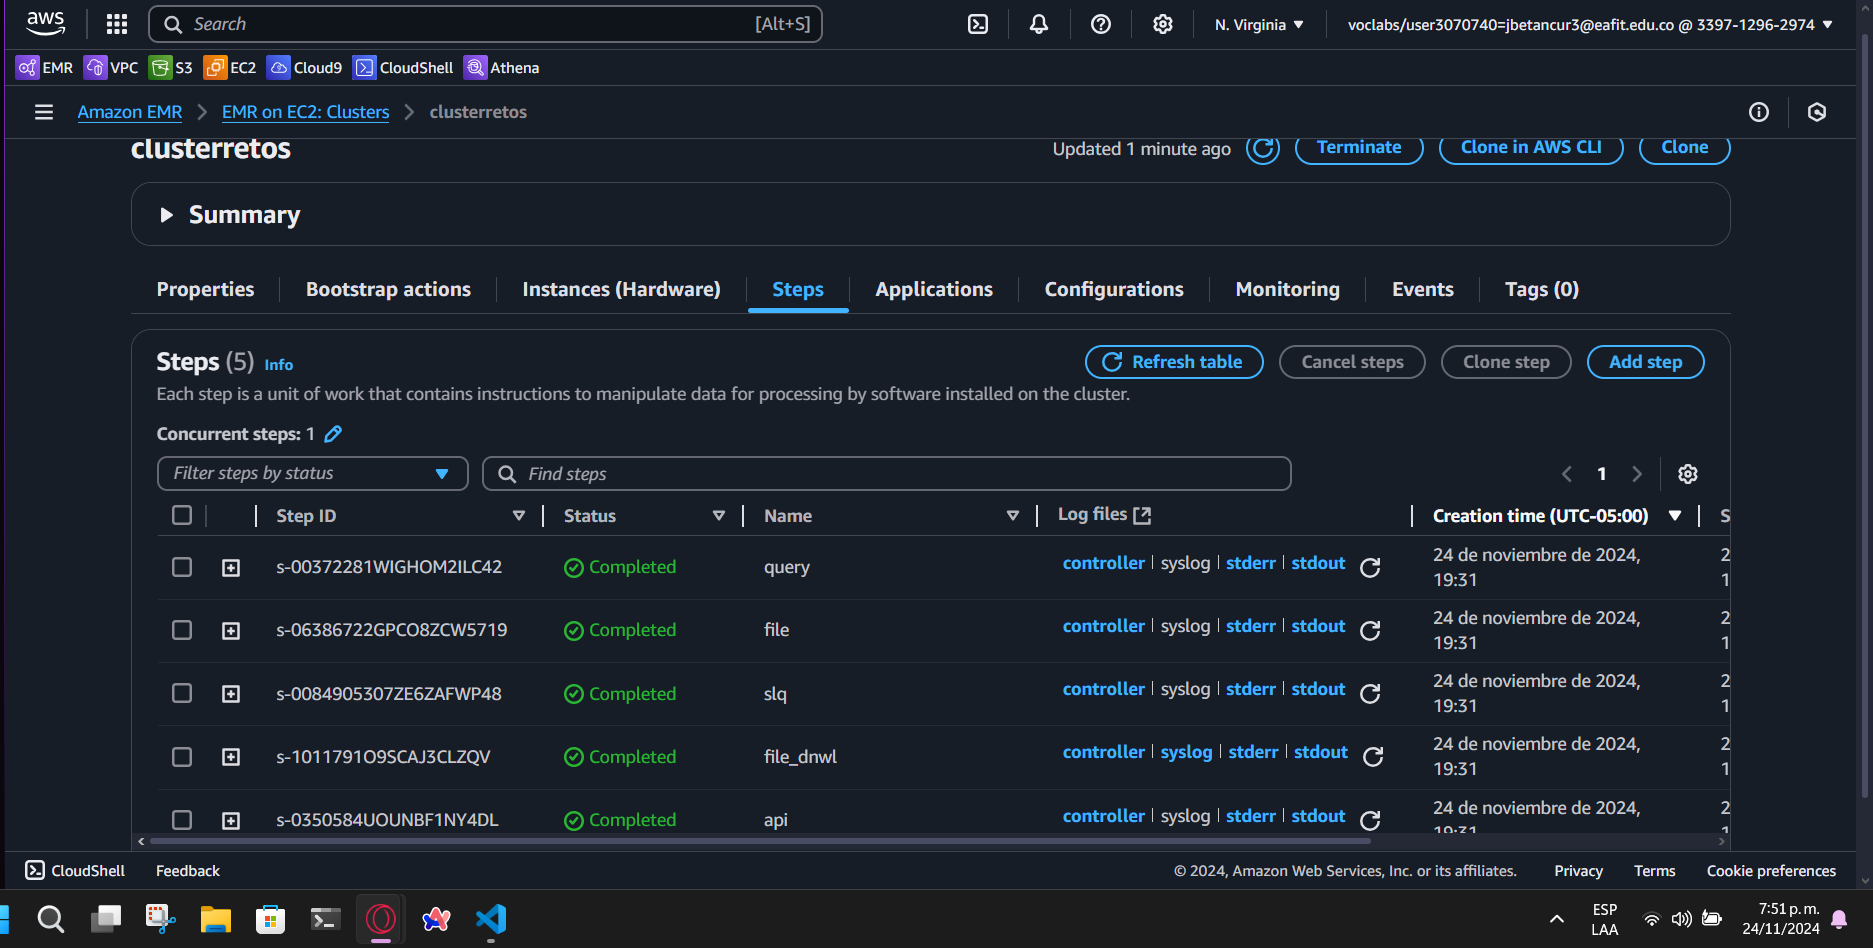 aws
Search [Alt+S]
N. Virginia
voclabs/user3070740=jbetancur3@eafit.edu.co @ 3397-1296-2974
EMR VPC S3 EC2 Cloud9 CloudShell Athena
Amazon EMR EMR on EC2: Clusters clusterretos
clusterretos
Updated 1 minute ago Terminate Clone in AWS CLI Clone
Summary
Properties Bootstrap actions Instances (Hardware) Steps Applications Configurations Monitoring Events Tags (0)
Steps (5) Info
Refresh table Cancel steps Clone step Add step
Each step is a unit of work that contains instructions to manipulate data for processing by software installed on the cluster.
Concurrent steps: 1
Filter steps by status Find steps 1
Step ID Status Name Log files Creation time (UTC-05:00) S
s-00372281WIGHOM2ILC42 Completed query controller syslog stderr stdout 24 de noviembre de 2024, 2
19:31 1
s-06386722GPCO8ZCW5719 Completed file controller syslog stderr stdout 24 de noviembre de 2024, 2
19:31 1
s-0084905307ZE6ZAFWP48 Completed slq controller syslog stderr stdout 24 de noviembre de 2024, 2
19:31 1
s-1011791O9SCAJ3CLZQV Completed file_dnwl controller syslog stderr stdout 24 de noviembre de 2024, 2
19:31 1
s-0350584UOUNBF1NY4DL Completed api controller syslog stderr stdout 24 de noviembre de 2024, 2
19:31 1
CloudShell Feedback © 2024, Amazon Web Services, Inc. or its affiliates. Privacy Terms Cookie preferences
ESP
LAA
7:51 p. m.
24/11/2024